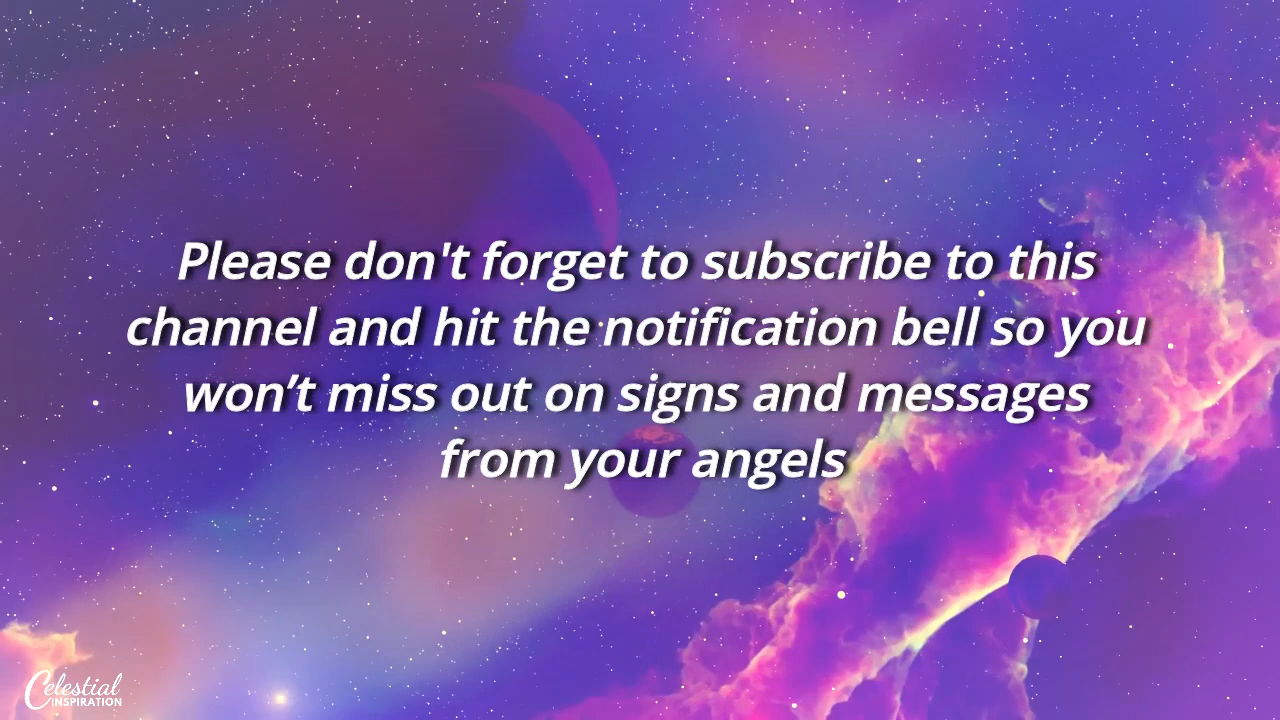 Please don't forget to subscribe to this
channel and hit the notification bell so you
won’t miss out on signs and messages
from your angels
Celestial
INSPIRATION